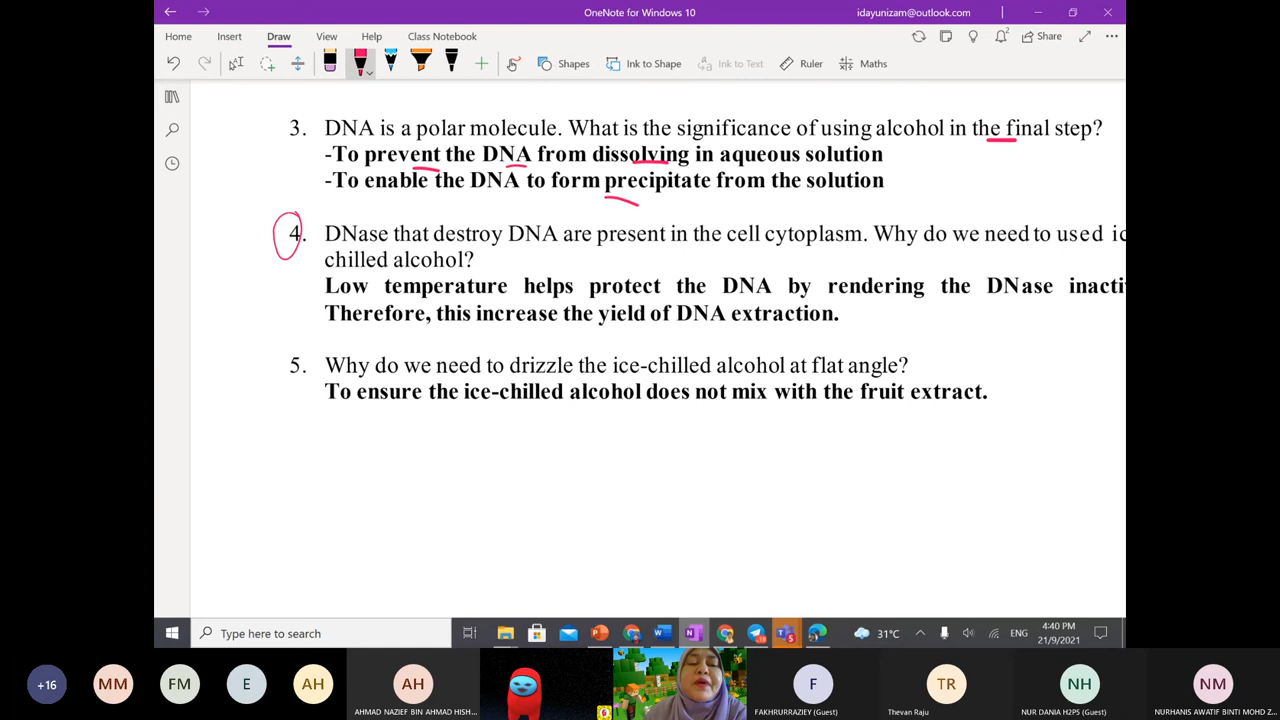 OneNote for Windows 10
idayunizam@outlook.com
Home Insert Draw View Help Class Notebook
Share
Shapes Ink to Shape Ink to Text Ruler Maths
3. DNA is a polar molecule. What is the significance of using alcohol in the final step?
-To prevent the DNA from dissolving in aqueous solution
-To enable the DNA to form precipitate from the solution
4. DNase that destroy DNA are present in the cell cytoplasm. Why do we need to used ic
chilled alcohol?
Low temperature helps protect the DNA by rendering the DNase inacti
Therefore, this increase the yield of DNA extraction.
5. Why do we need to drizzle the ice-chilled alcohol at flat angle?
To ensure the ice-chilled alcohol does not mix with the fruit extract.
Type here to search
31°C
ENG
4:40 PM
21/9/2021
+16
MM
FM
E
AH
AH
AHMAD NAZIEF BIN AHMAD HISH...
F
FAKHRURRAZIEY (Guest)
TR
Thevan Raju
NH
NUR DANIA H2PS (Guest)
NM
NURHANIS AWATIF BINTI MOHD Z...